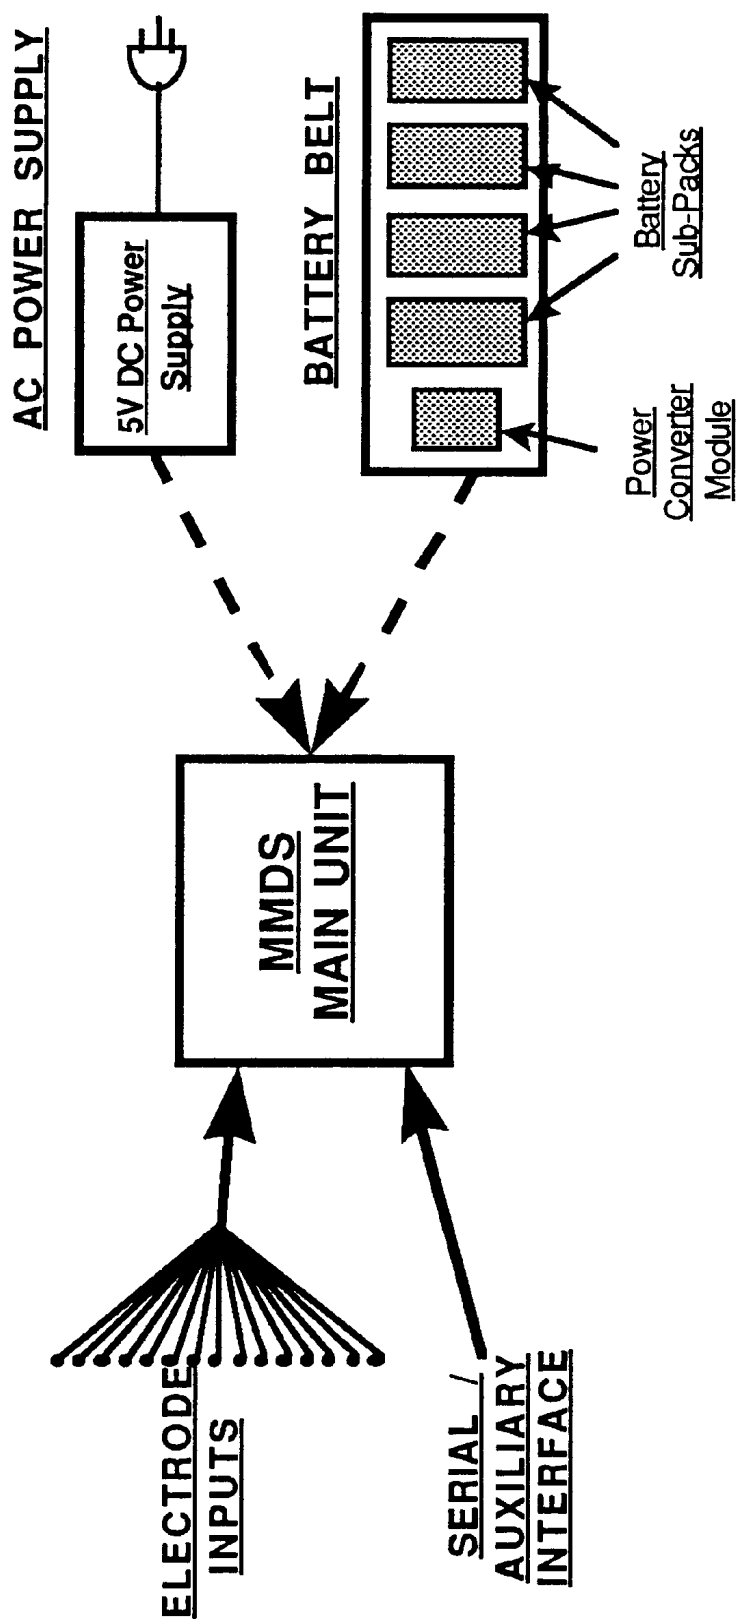 AC POWER SUPPLY
5V DC Power
Supply
BATTERY BELT
Battery
Sub-Packs
Power
Converter
Module
MMDS
MAIN UNIT
ELECTRODE
INPUTS
SERIAL /
AUXILIARY
INTERFACE